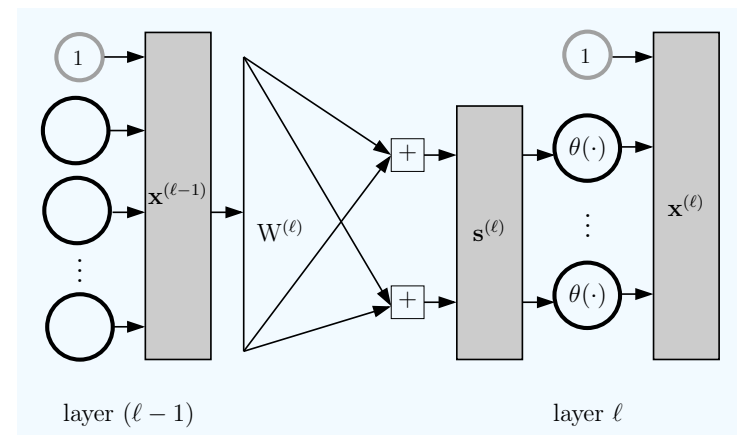 1
1
θ(·)
x^(ℓ−1)
x^(ℓ)
+
W^(ℓ)
s^(ℓ)
⋮
⋮
+
θ(·)
layer (ℓ − 1)
layer ℓ